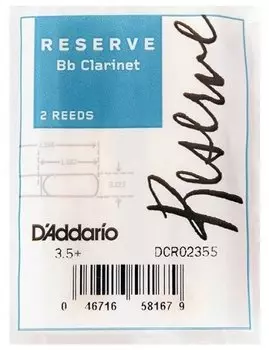 RESERVE
Bb Clarinet
2 REEDS
Reserve
D'Addario
3.5+
DCR02355
0 46716 58167 9